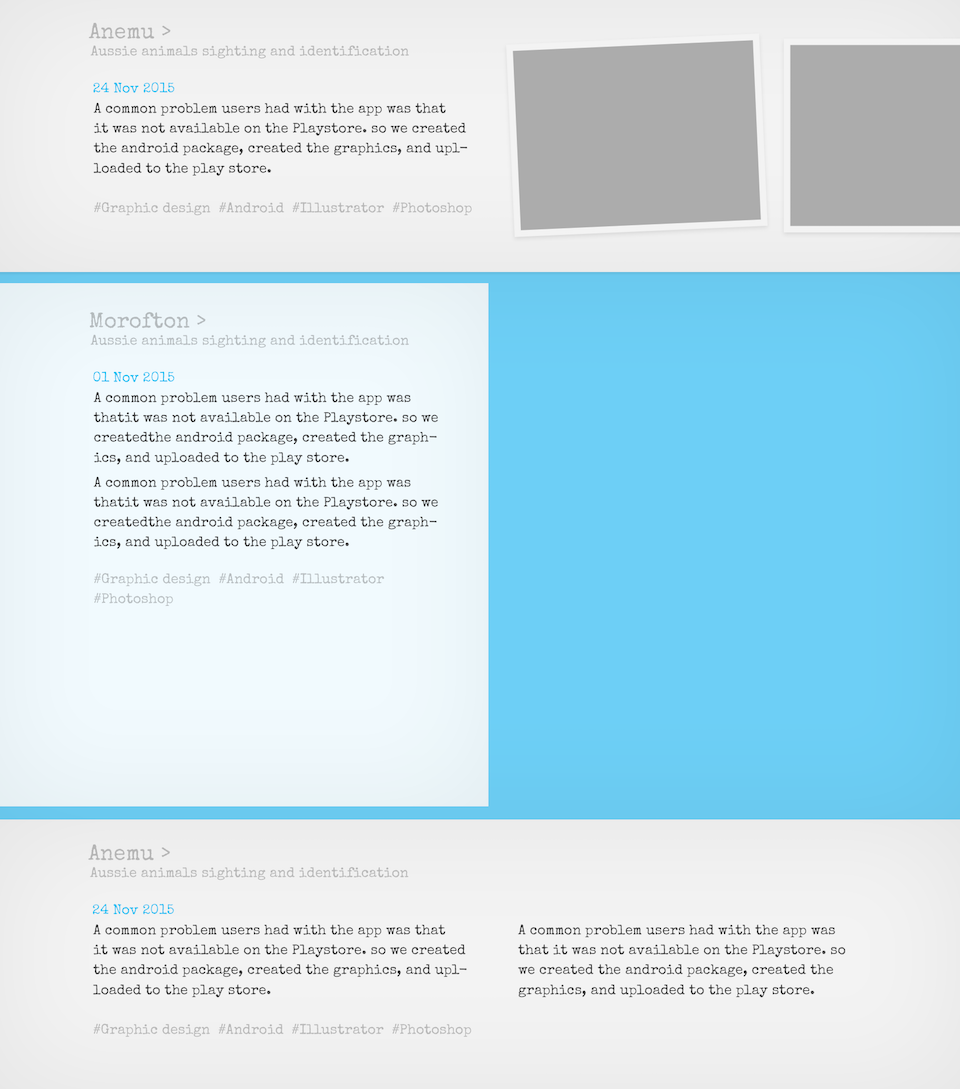 Anemu >
Aussie animals sighting and identification
24 Nov 2015
A common problem users had with the app was that
it was not available on the Playstore. so we created
the android package, created the graphics, and upl-
loaded to the play store.
#Graphic design #Android #Illustrator #Photoshop
Morofton >
Aussie animals sighting and identification
01 Nov 2015
A common problem users had with the app was
thatit was not available on the Playstore. so we
createdthe android package, created the graph-
ics, and uploaded to the play store.
A common problem users had with the app was
thatit was not available on the Playstore. so we
createdthe android package, created the graph-
ics, and uploaded to the play store.
#Graphic design #Android #Illustrator
#Photoshop
Anemu >
Aussie animals sighting and identification
24 Nov 2015
A common problem users had with the app was that
it was not available on the Playstore. so we created
the android package, created the graphics, and upl-
loaded to the play store.
#Graphic design #Android #Illustrator #Photoshop
A common problem users had with the app was
that it was not available on the Playstore. so
we created the android package, created the
graphics, and uploaded to the play store.